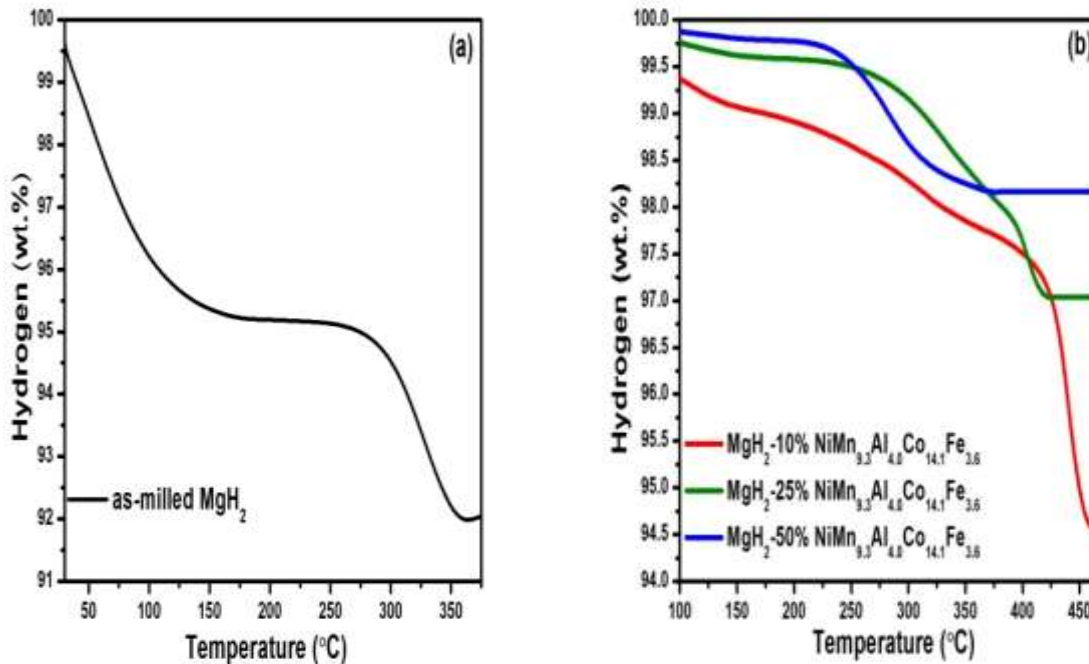 (a)
100
99
98
97
96
95
94
93
92
91
Hydrogen (wt.%)
as-milled MgH₂
50 100 150 200 250 300 350
Temperature (°C)
(b)
100.0
99.5
99.0
98.5
98.0
97.5
97.0
96.5
96.0
95.5
95.0
94.5
94.0
Hydrogen (wt.%)
MgH₂-10% NiMn₉.₃Al₄.₀Co₁₄.₁Fe₃.₆
MgH₂-25% NiMn₉.₃Al₄.₀Co₁₄.₁Fe₃.₆
MgH₂-50% NiMn₉.₃Al₄.₀Co₁₄.₁Fe₃.₆
100 150 200 250 300 350 400 450
Temperature (°C)